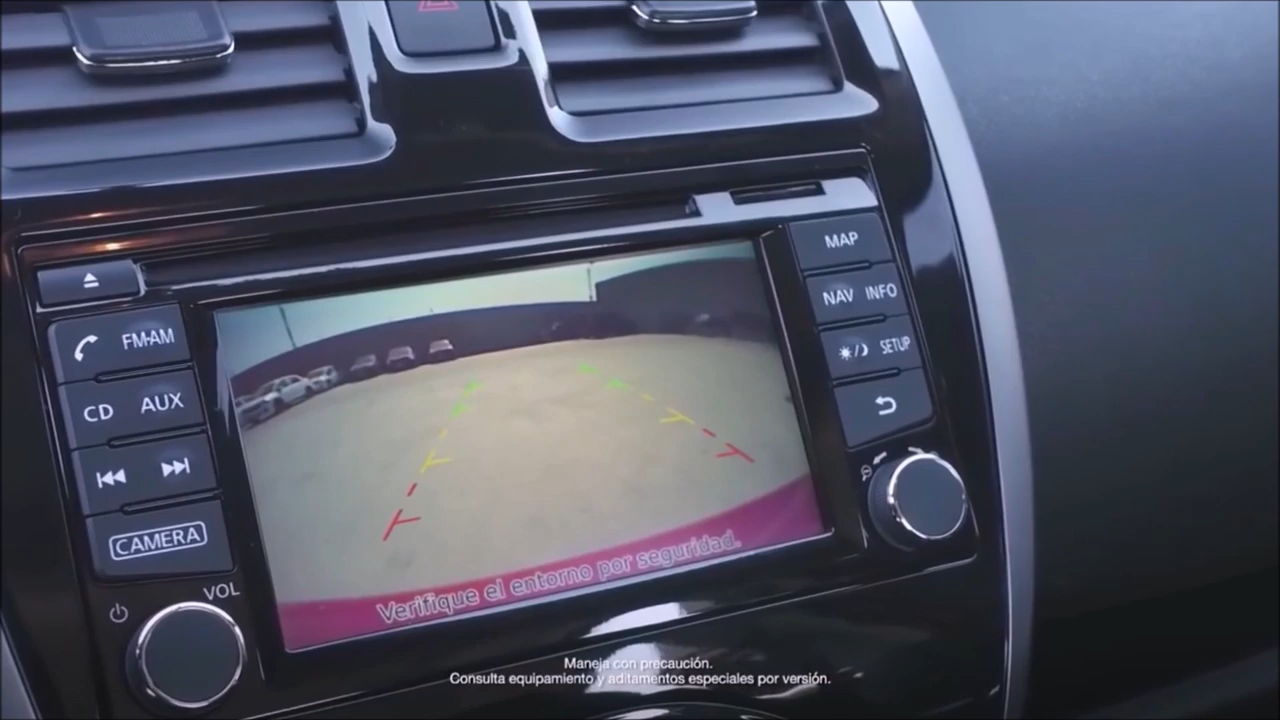 MAP
FM·AM
NAV INFO
CD AUX
SETUP
CAMERA
VOL
Verifique el entorno por seguridad.
Maneja con precaución.
Consulta equipamiento y aditamentos especiales por versión.